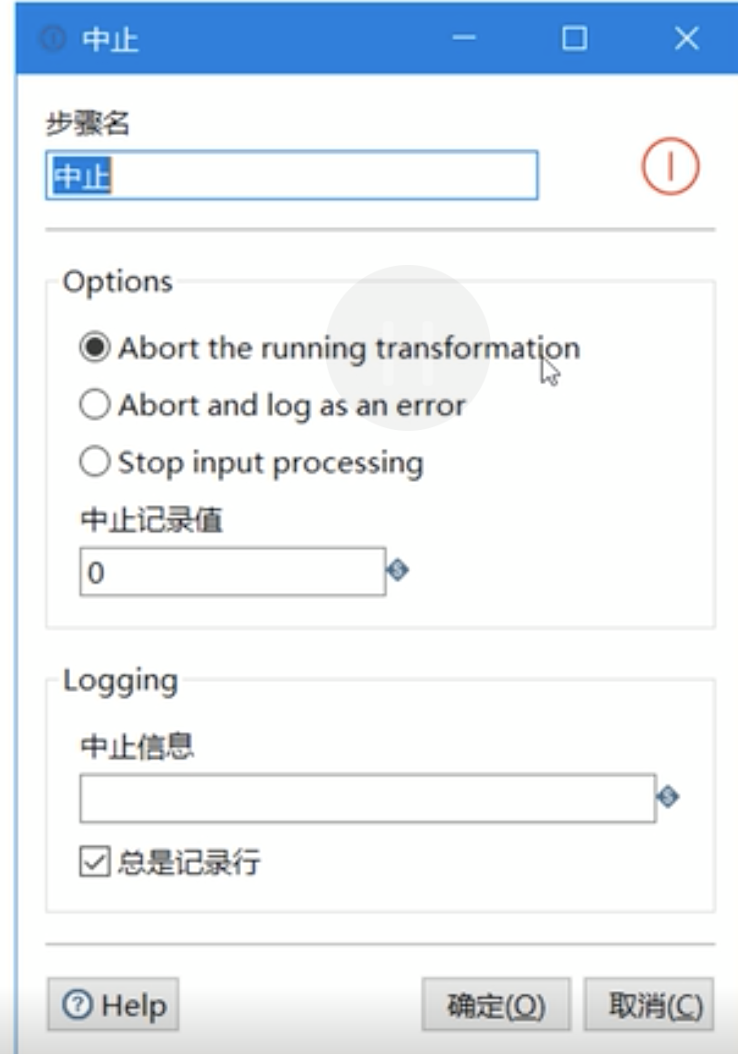 中止
步骤名
中止
Options
Abort the running transformation
Abort and log as an error
Stop input processing
中止记录值
0
Logging
中止信息
总是记录行
Help
确定(O)
取消(C)